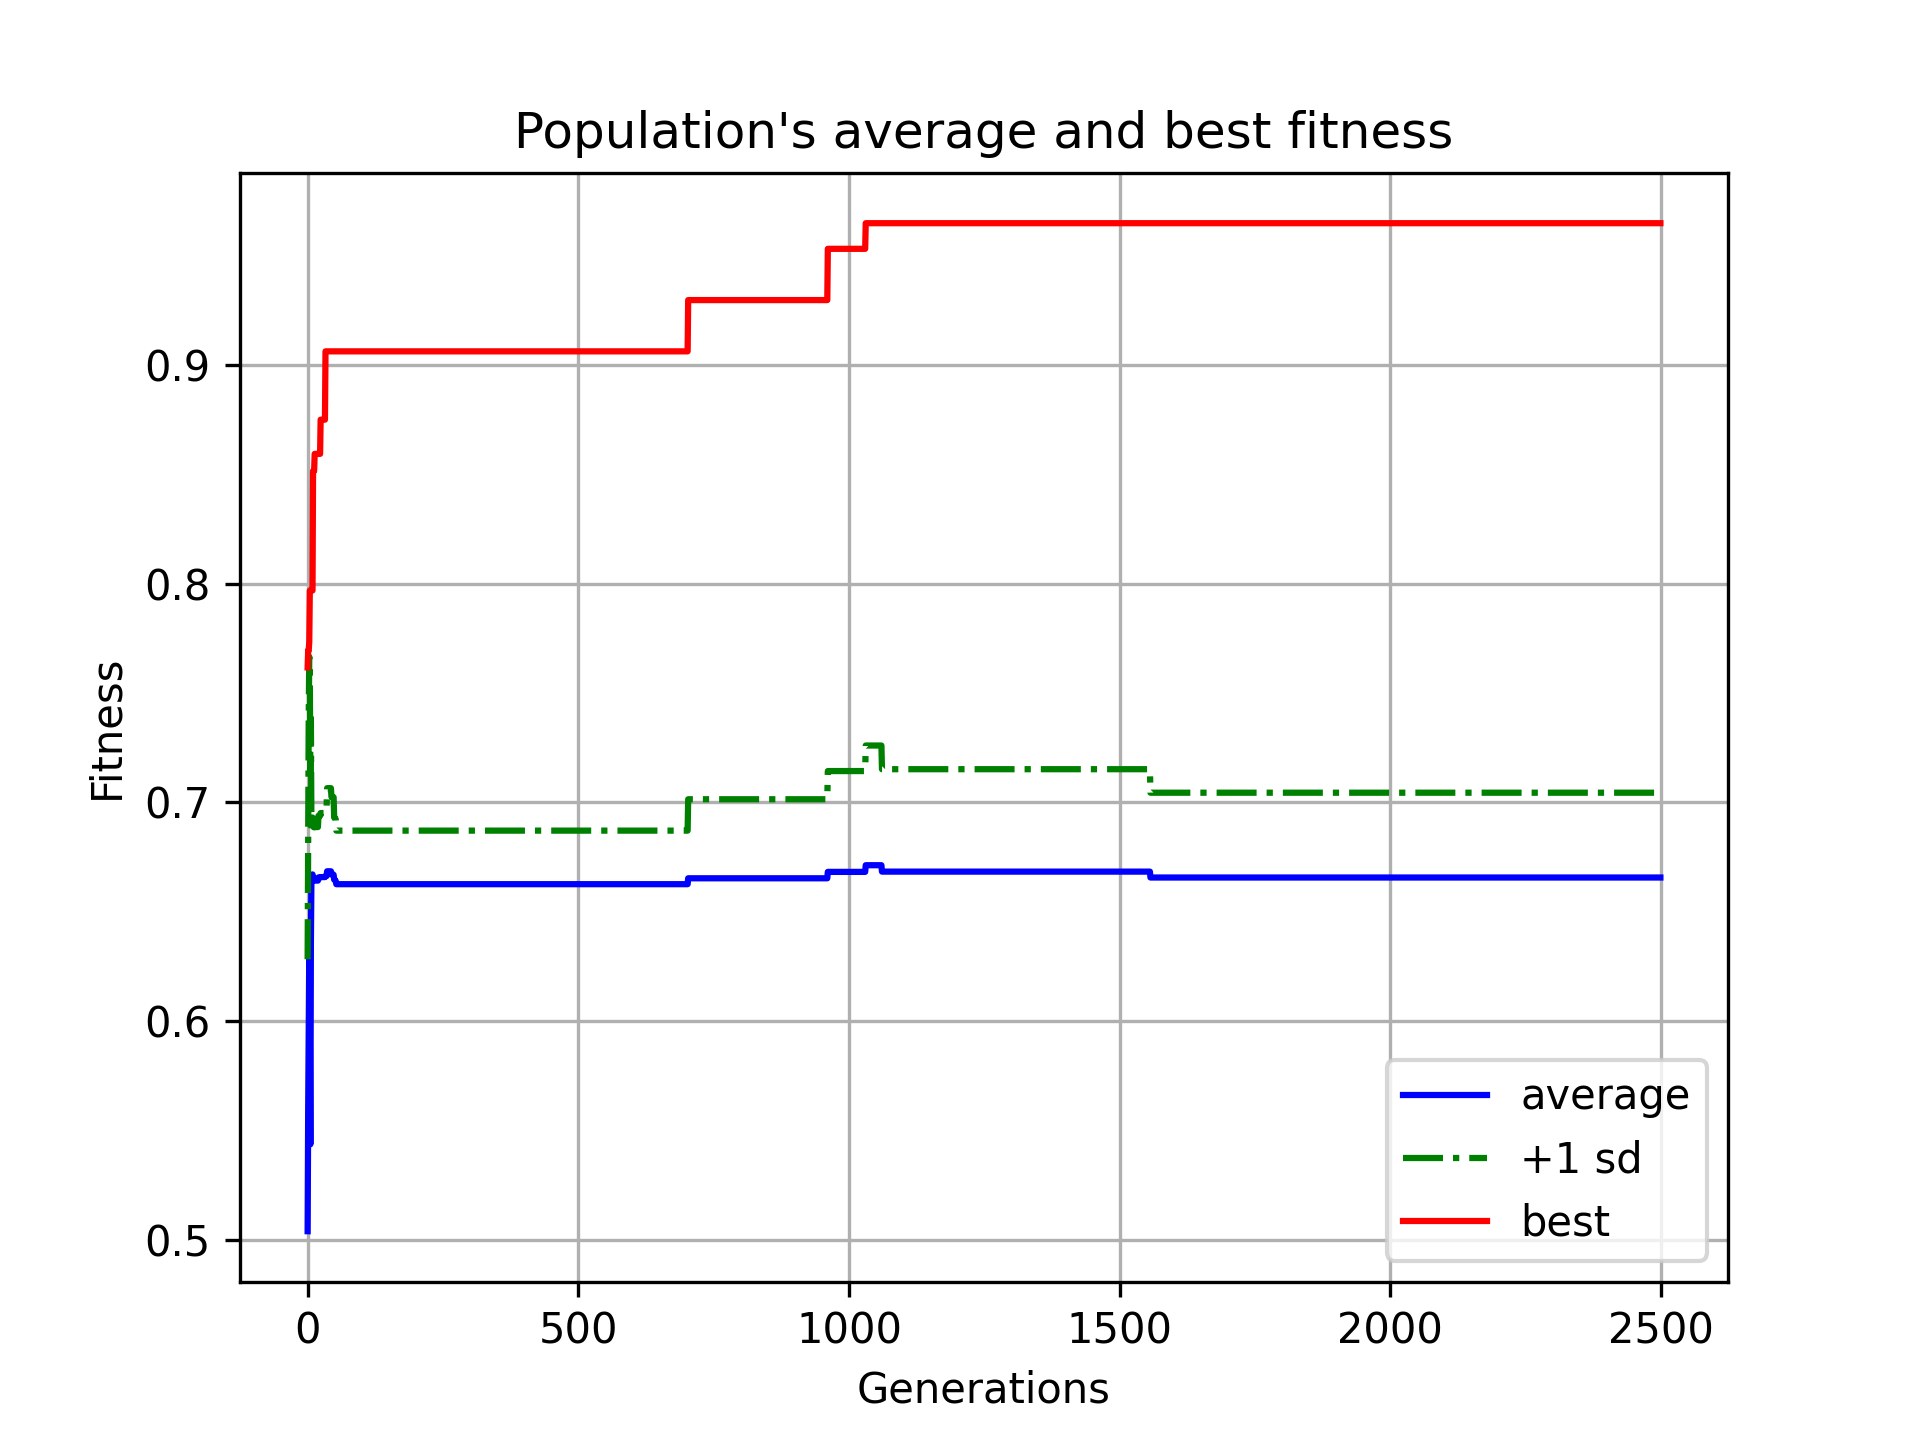 Population's average and best fitness
Fitness
0.9
0.8
0.7
0.6
0.5
average
+1 sd
best
0 500 1000 1500 2000 2500
Generations